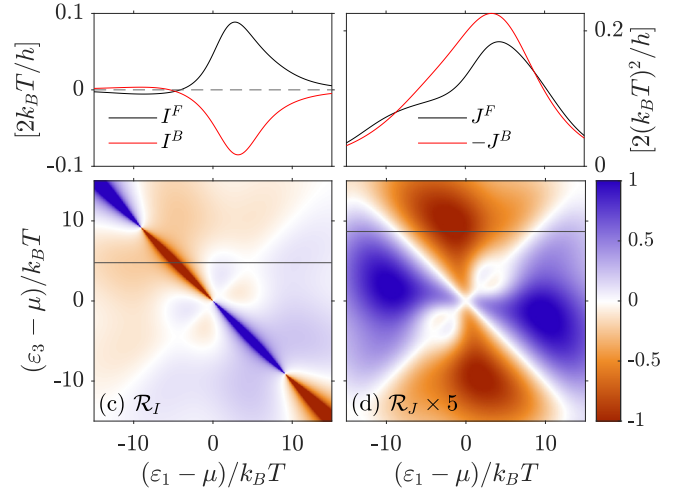 0.1
0
-0.1
[2k_BT/h]
I^F
I^B
J^F
-J^B
0.2
0
[2(k_BT)^2/h]
10
0
-10
(ε_3 − μ)/k_BT
(c) R_I
(d) R_J × 5
1
0.5
0
-0.5
-1
-10 0 10
-10 0 10
(ε_1 − μ)/k_BT
(ε_1 − μ)/k_BT